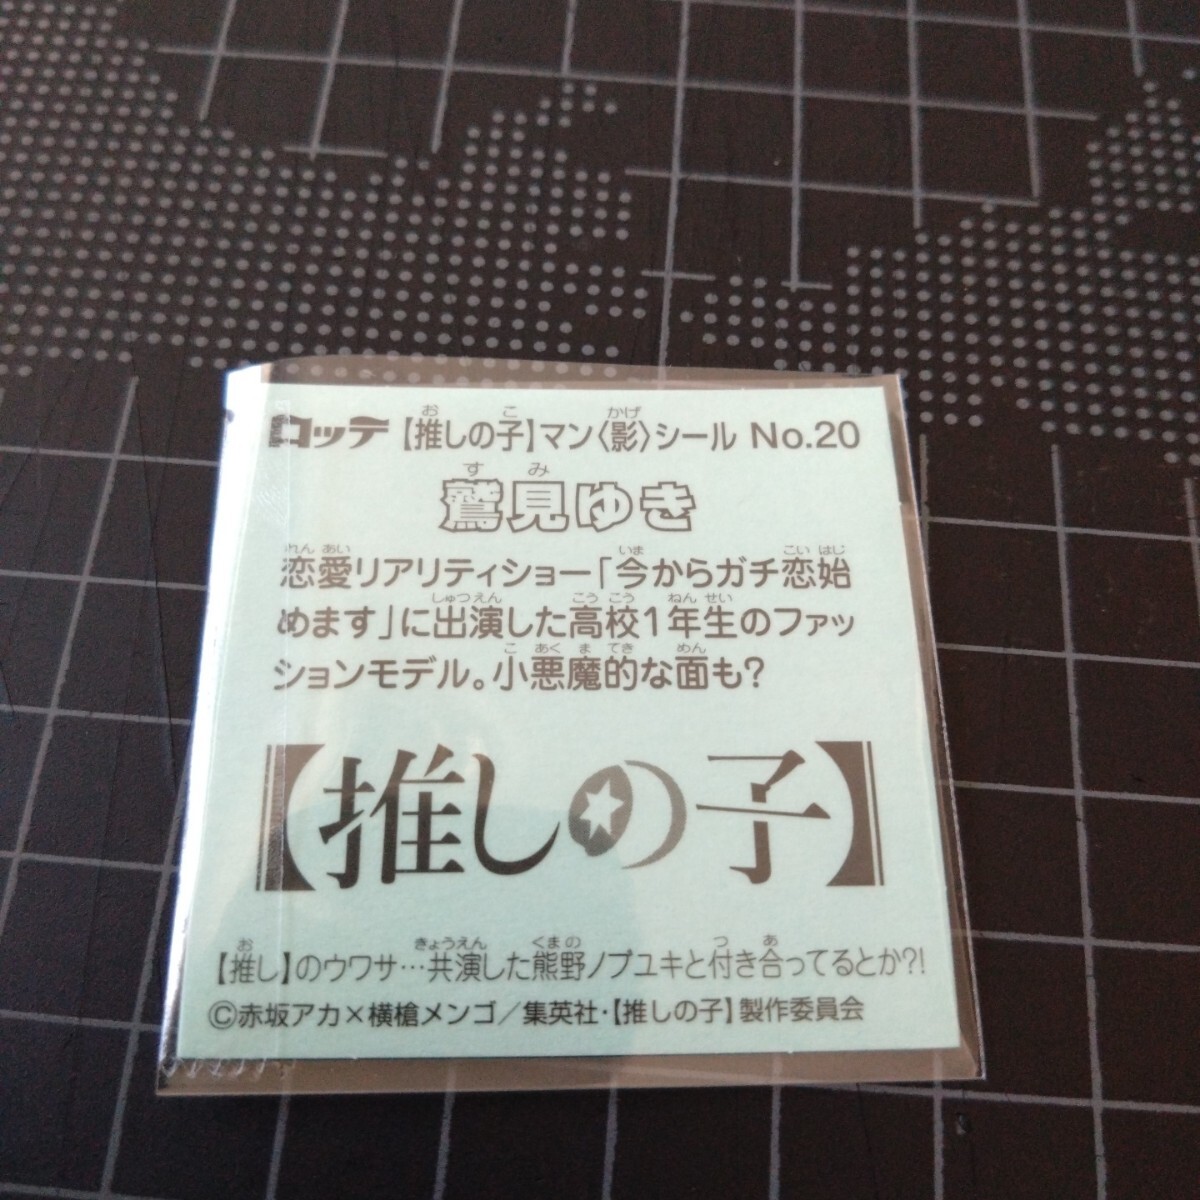 ロッテ 【推しの子】マン〈影〉シール No.20
鷲見ゆき
恋愛リアリティショー「今からガチ恋始
めます」に出演した高校1年生のファッ
ションモデル。小悪魔的な面も?
【推しの子】
【推し】のウワサ…共演した熊野ノブユキと付き合ってるとか?!
©赤坂アカ×横槍メンゴ/集英社・【推しの子】製作委員会